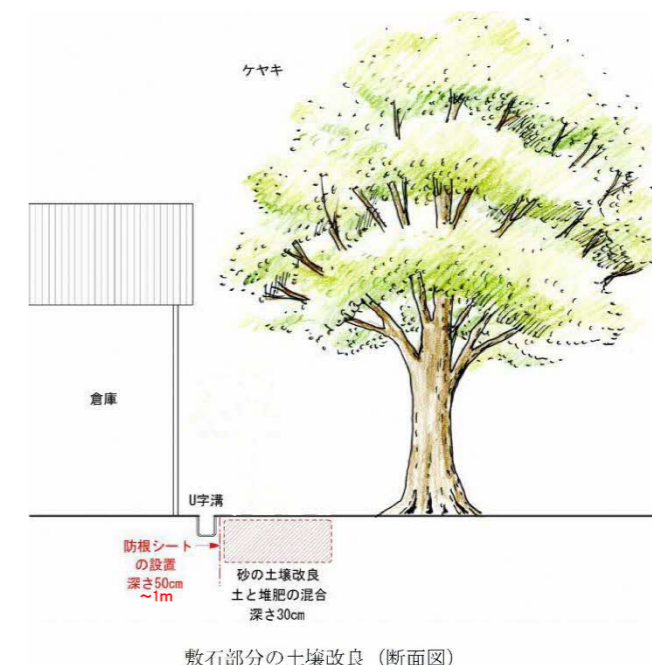 ケヤキ
倉庫
U字溝
防根シート
の設置
深さ50cm
~1m
砂の土壌改良
土と堆肥の混合
深さ30cm
敷石部分の土壌改良（断面図）